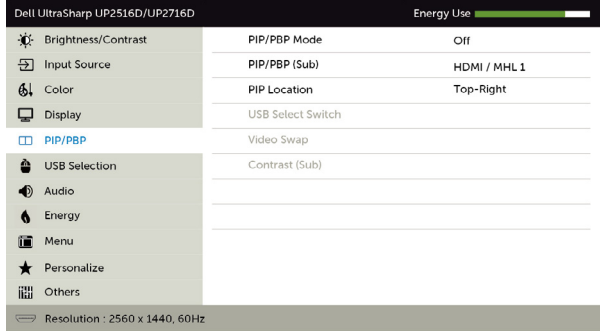 Dell UltraSharp UP2516D/UP2716D Energy Use
Brightness/Contrast PIP/PBP Mode Off
Input Source PIP/PBP (Sub) HDMI / MHL 1
Color PIP Location Top-Right
Display USB Select Switch
PIP/PBP Video Swap
USB Selection Contrast (Sub)
Audio
Energy
Menu
Personalize
Others
Resolution : 2560 x 1440, 60Hz